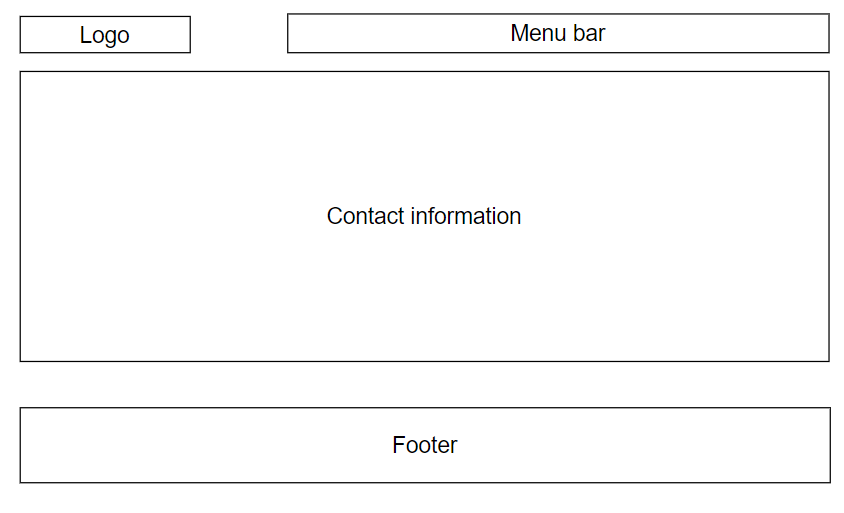 Logo
Menu bar
Contact information
Footer